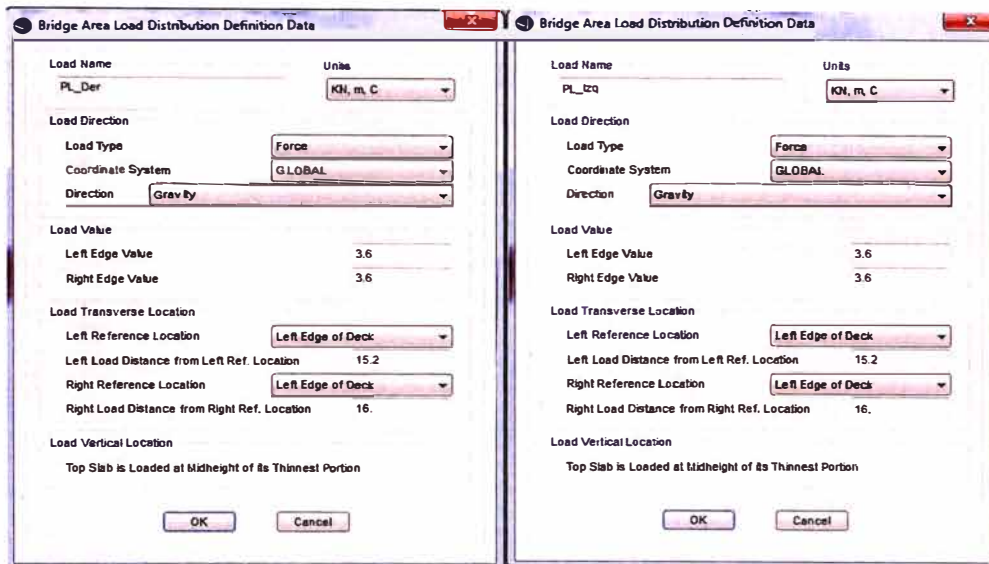 Bridge Area Load Distribution Definition Data
Load Name
Units
PL_Der
KN, m, C
Load Direction
Load Type
Force
Coordinate System
GLOBAL
Direction
Gravity
Load Value
Left Edge Value
3.6
Right Edge Value
3.6
Load Transverse Location
Left Reference Location
Left Edge of Deck
Left Load Distance from Left Ref. Location
15.2
Right Reference Location
Left Edge of Deck
Right Load Distance from Right Ref. Location
16.
Load Vertical Location
Top Slab is Loaded at Midheight of its Thinnest Portion
OK
Cancel
Bridge Area Load Distribution Definition Data
Load Name
Units
PL_Izq
KN, m, C
Load Direction
Load Type
Force
Coordinate System
GLOBAL
Direction
Gravity
Load Value
Left Edge Value
3.6
Right Edge Value
3.6
Load Transverse Location
Left Reference Location
Left Edge of Deck
Left Load Distance from Left Ref. Location
15.2
Right Reference Location
Left Edge of Deck
Right Load Distance from Right Ref. Location
16.
Load Vertical Location
Top Slab is Loaded at Midheight of its Thinnest Portion
OK
Cancel